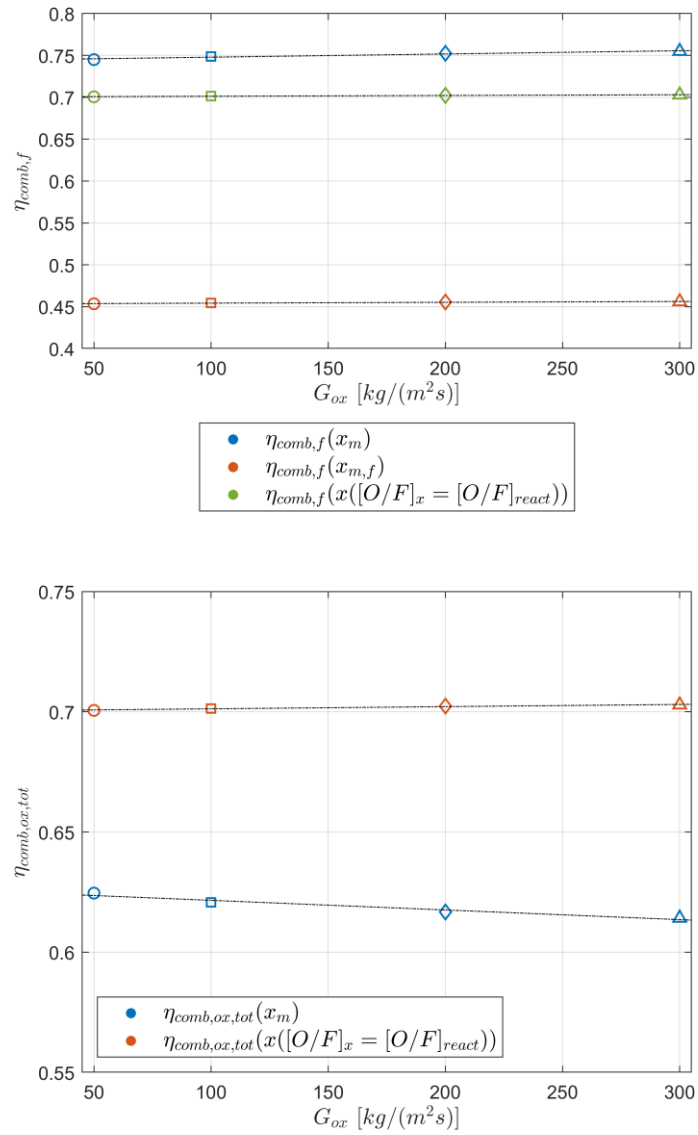 0.8
0.75
0.7
0.65
0.6
0.55
0.5
0.45
0.4
η_{comb,f}
50 100 150 200 250 300
G_{ox} [kg/(m²s)]
η_{comb,f}(x_m)
η_{comb,f}(x_{m,f})
η_{comb,f}(x([O/F]_x = [O/F]_{react}))
0.75
0.7
0.65
0.6
0.55
η_{comb,ox,tot}
η_{comb,ox,tot}(x_m)
η_{comb,ox,tot}(x([O/F]_x = [O/F]_{react}))
50 100 150 200 250 300
G_{ox} [kg/(m²s)]